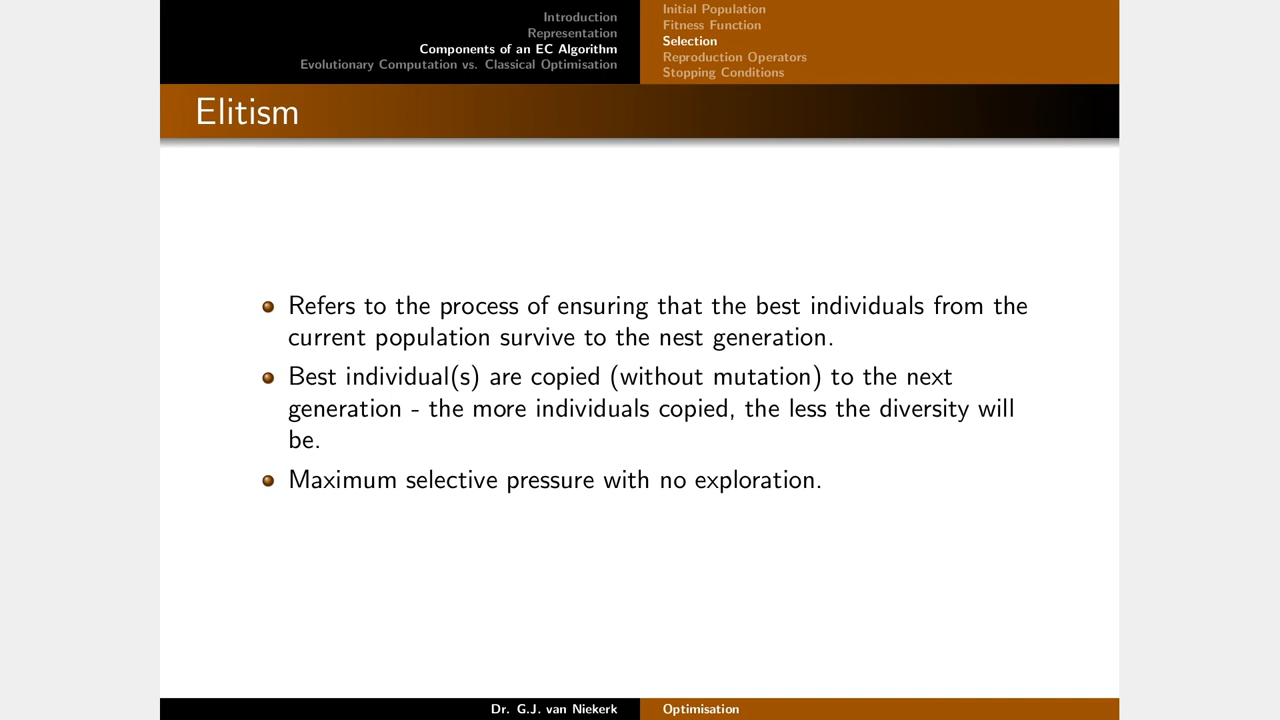 Introduction
Representation
Components of an EC Algorithm
Evolutionary Computation vs. Classical Optimisation
Initial Population
Fitness Function
Selection
Reproduction Operators
Stopping Conditions
Elitism
Refers to the process of ensuring that the best individuals from the
current population survive to the nest generation.
Best individual(s) are copied (without mutation) to the next
generation - the more individuals copied, the less the diversity will
be.
Maximum selective pressure with no exploration.
Dr. G.J. van Niekerk
Optimisation